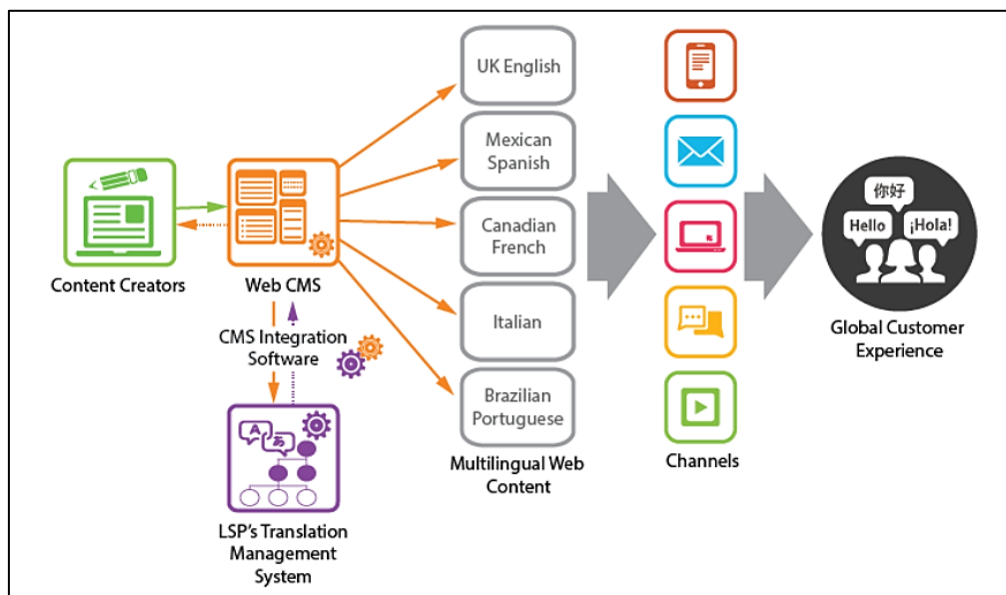 UK English
Mexican
Spanish
Canadian
French
Italian
Brazilian
Portuguese
Multilingual Web
Content
Content Creators
Web CMS
CMS Integration
Software
A
あ
LSP's Translation
Management
System
Channels
你好
Hello
¡Hola!
Global Customer
Experience